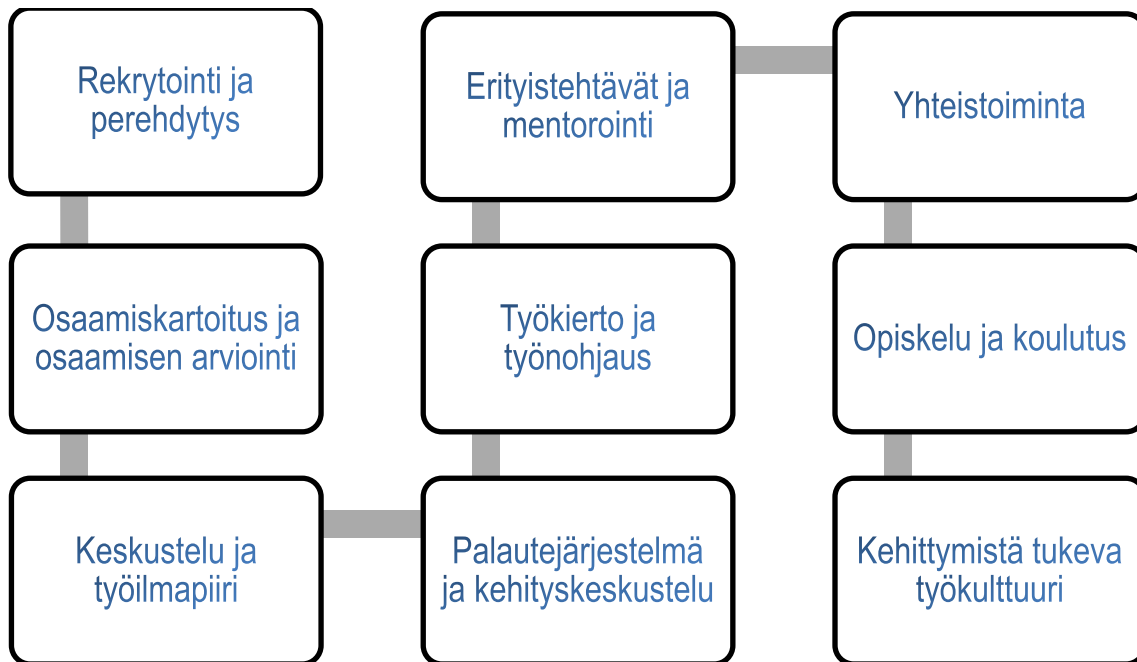 Rekrytointi ja
perehdytys
Osaamiskartoitus ja
osaamisen arviointi
Keskustelu ja
työilmapiiri
Palautejärjestelmä
ja kehityskeskustelu
Työkierto ja
työnohjaus
Erityistehtävät ja
mentorointi
Yhteistoiminta
Opiskelu ja koulutus
Kehittymistä tukeva
työkulttuuri